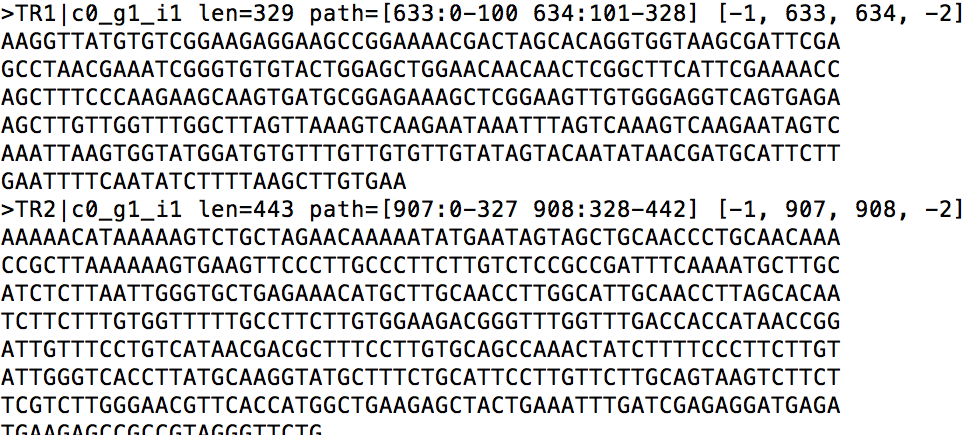 >TR1|c0_g1_i1 len=329 path=[633:0-100 634:101-328] [-1, 633, 634, -2]
AAGGTTATGTGTCGGAAGAGGAAGCCGGAAAACGACTAGCACAGGTGGTAAGCGATTCGA
GCCTAACGAAATCGGGTGTGTACTGGAGCTGGAACAACAACTCGGCTTCATTCGAAAACC
AGCTTTCCCAAGAAGCAAGTGATGCGGAGAAAGCTCGGAAGTTGTGGGAGGTCAGTGAGA
AGCTTGTTGGTTTGGCTTAGTTAAAGTCAAGAATAAATTTAGTCAAAGTCAAGAATAGTC
AAATTAAGTGGTATGGATGTGTTTGTTGTGTTGTATAGTACAATATAACGATGCATTCTT
GAATTTTCAATATCTTTTAAGCTTGTGAA
>TR2|c0_g1_i1 len=443 path=[907:0-327 908:328-442] [-1, 907, 908, -2]
AAAAACATAAAAAGTCTGCTAGAACAAAAATATGAATAGTAGCTGCAACCCTGCAACAAA
CCGCTTAAAAAAGTGAAGTTCCCTTGCCCTTCTTGTCTCCGCCGATTTCAAAATGCTTGC
ATCTCTTAATTGGGTGCTGAGAAACATGCTTGCAACCTTGGCATTGCAACCTTAGCACAA
TCTTCTTTGTGGTTTTTGCCTTCTTGTGGAAGACGGGTTTGGTTTGACCACCATAACCGG
ATTGTTTCCTGTCATAACGACGCTTTCCTTGTGCAGCCAAACTATCTTTTCCCTTCTTGT
ATTGGGTCACCTTATGCAAGGTATGCTTTCTGCATTCCTTGTTCTTGCAGTAAGTCTTCT
TCGTCTTGGGAACGTTCACCATGGCTGAAGAGCTACTGAAATTTGATCGAGAGGATGAGA
TGAAGAGCCGCCGTAGGGTTCTG